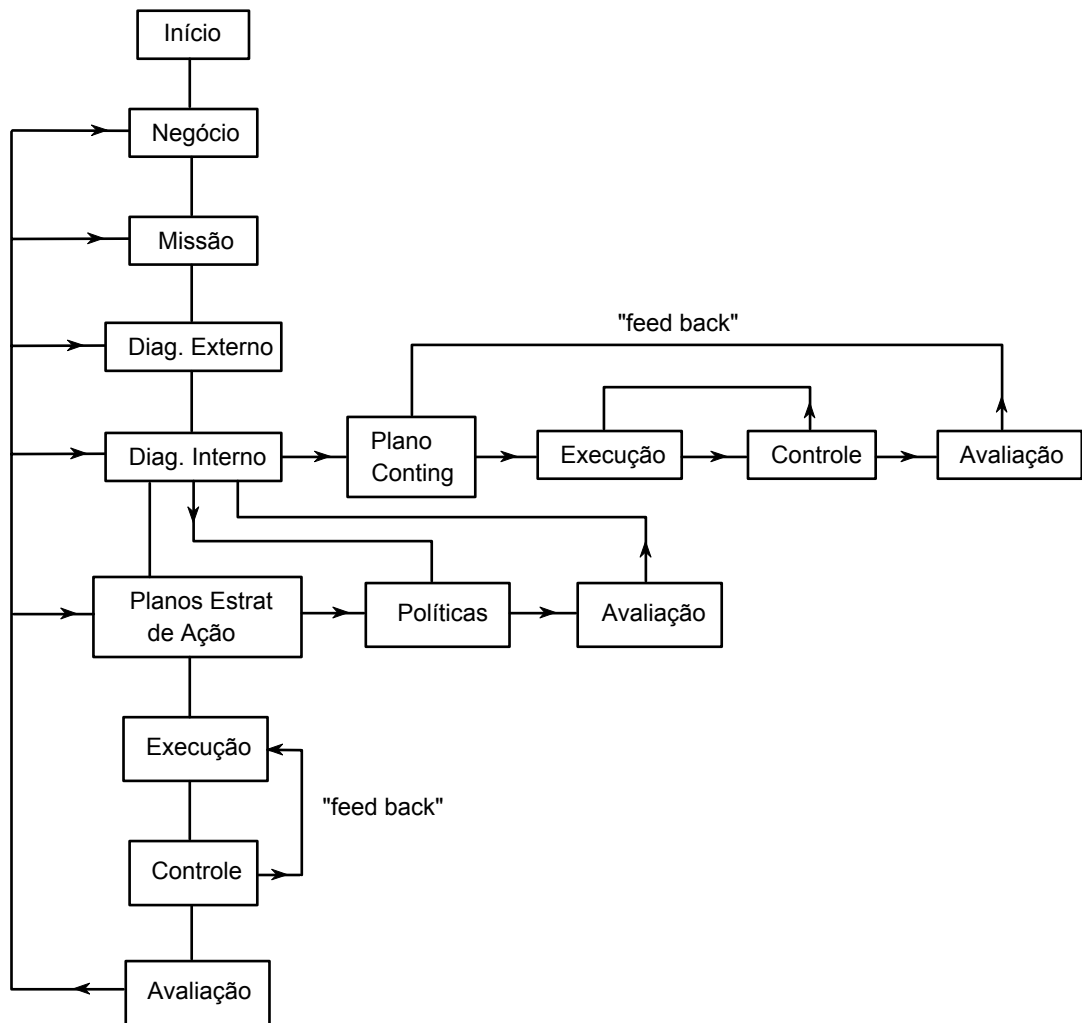 Início
Negócio
Missão
"feed back"
Diag. Externo
Diag. Interno
Plano
Conting
Execução
Controle
Avaliação
Planos Estrat
de Ação
Políticas
Avaliação
Execução
"feed back"
Controle
Avaliação